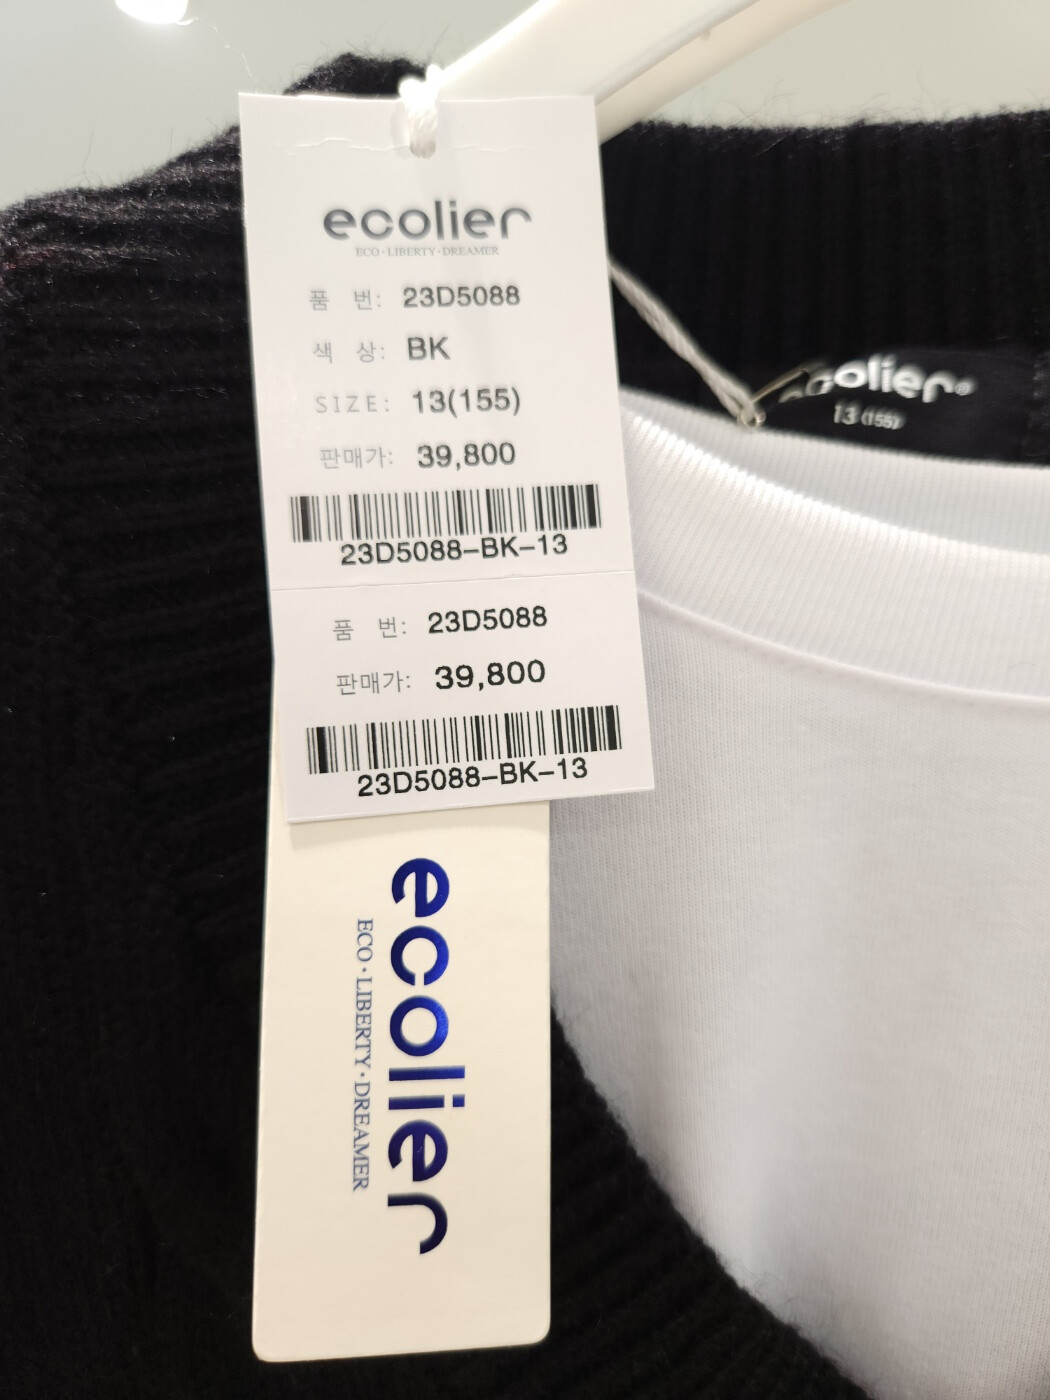 ecolier
ECO·LIBERTY·DREAMER
품 번: 23D5088
색 상: BK
SIZE: 13(155)
판매가: 39,800
23D5088-BK-13
품 번: 23D5088
판매가: 39,800
23D5088-BK-13
ecolier
ECO·LIBERTY·DREAMER
ecolier®
13 (155)